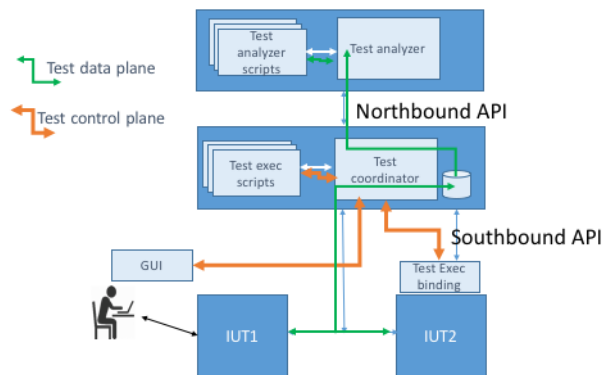 Test
analyzer
scripts
Test analyzer
Test data plane
Test control plane
Northbound API
Test exec
scripts
Test
coordinator
Southbound API
GUI
Test Exec
binding
IUT1
IUT2